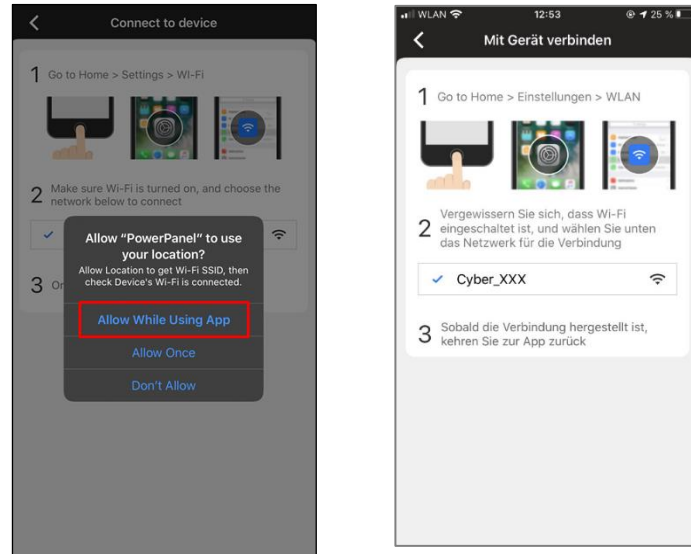 Connect to device
1 Go to Home > Settings > WI-Fi
2 Make sure Wi-Fi is turned on, and choose the
network below to connect
3
Allow “PowerPanel” to use
your location?
Allow Location to get Wi-Fi SSID, then
check Device's Wi-Fi is connected.
Allow While Using App
Allow Once
Don't Allow
WLAN 12:53 25 %
Mit Gerät verbinden
1 Go to Home > Einstellungen > WLAN
2 Vergewissern Sie sich, dass Wi-Fi
eingeschaltet ist, und wählen Sie unten
das Netzwerk für die Verbindung
Cyber_XXX
3 Sobald die Verbindung hergestellt ist,
kehren Sie zur App zurück